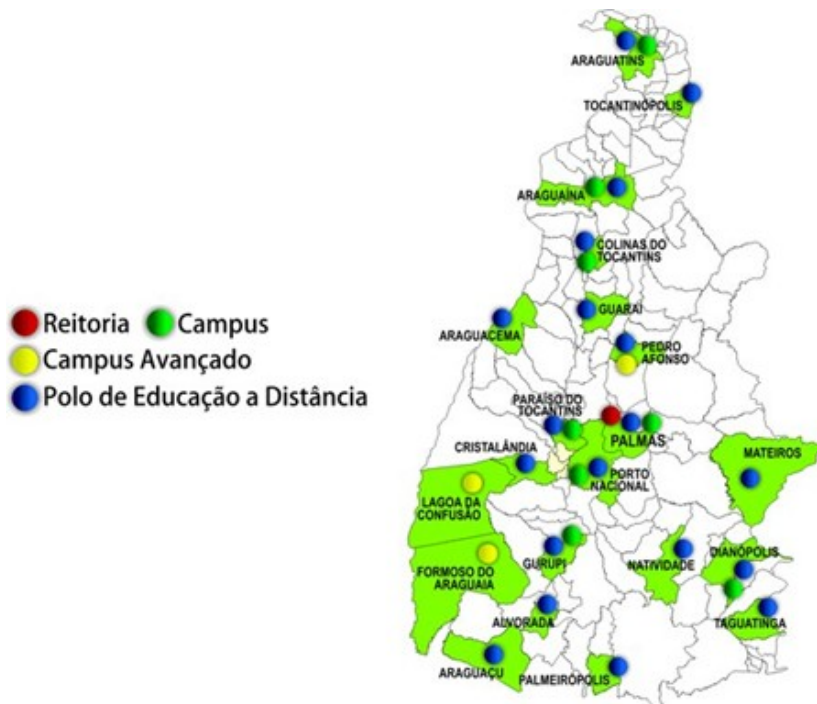 Reitoria
Campus
Campus Avançado
Polo de Educação a Distância
ARAGUATINS
TOCANTINÓPOLIS
ARAGUAÍNA
COLINAS DO
TOCANTINS
GUARAÍ
ARAGUACEMA
PEDRO
AFONSO
PARAÍSO DO
TOCANTINS
PALMAS
CRISTALÂNDIA
MATEIROS
PORTO
NACIONAL
LAGOA DA
CONFUSÃO
FORMOSO DO
ARAGUAIA
GURUPI
NATIVIDADE
DIANÓPOLIS
ALVORADA
TAGUATINGA
ARAGUAÇU
PALMEIRÓPOLIS